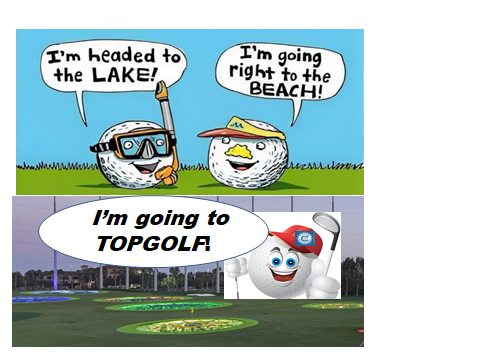 I'm headed to
the LAKE!
I'm going
right to the
BEACH!
I'm going to
TOPGOLF!